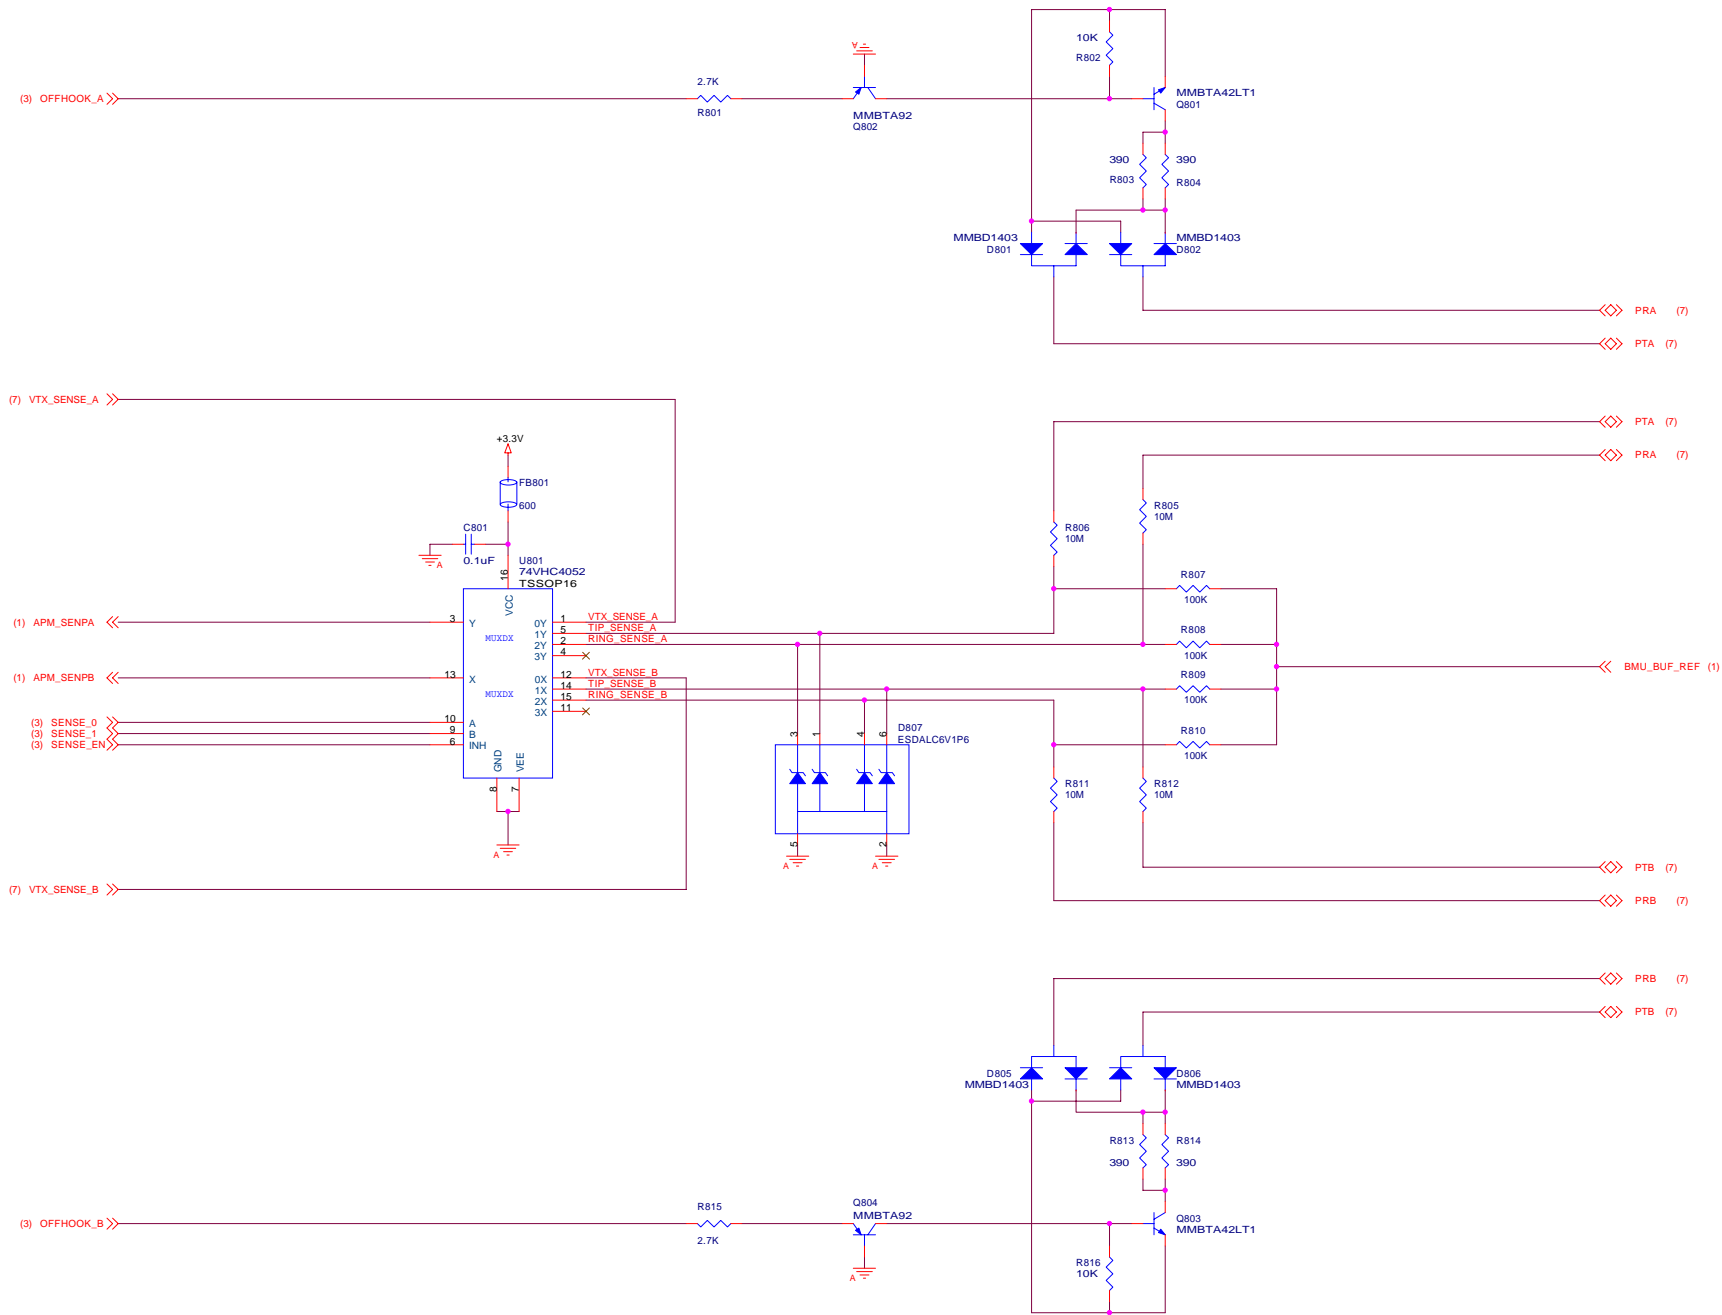 10K
R802
A
(3) OFFHOOK_A
2.7K
R801
MMBTA92
Q802
MMBTA42LT1
Q801
390
R803
390
R804
MMBD1403
D801
MMBD1403
D802
PRA (7)
PTA (7)
(7) VTX_SENSE_A
PTA (7)
PRA (7)
+3.3V
FB801
600
C801
0.1uF
A
U801
74VHC4052
TSSOP16
16
VCC
R805
10M
R806
10M
R807
100K
(1) APM_SENPA
3 Y
MUXDX
0Y 1 VTX_SENSE_A
1Y 5 TIP_SENSE_A
2Y 2 RING_SENSE_A
3Y 4
R808
100K
BMU_BUF_REF (1)
(1) APM_SENPB
13 X
MUXDX
0X 12 VTX_SENSE_B
1X 14 TIP_SENSE_B
2X 15 RING_SENSE_B
3X 11
R809
100K
(3) SENSE_0
10 A
(3) SENSE_1
9 B
(3) SENSE_EN
6 INH
GND
VEE
8
7
A
3
1
4
6
D807
ESDALC6V1P6
5
2
A
A
R810
100K
R811
10M
R812
10M
PTB (7)
(7) VTX_SENSE_B
PRB (7)
PRB (7)
PTB (7)
D805
MMBD1403
D806
MMBD1403
R813
390
R814
390
(3) OFFHOOK_B
R815
2.7K
Q804
MMBTA92
A
Q803
MMBTA42LT1
R816
10K